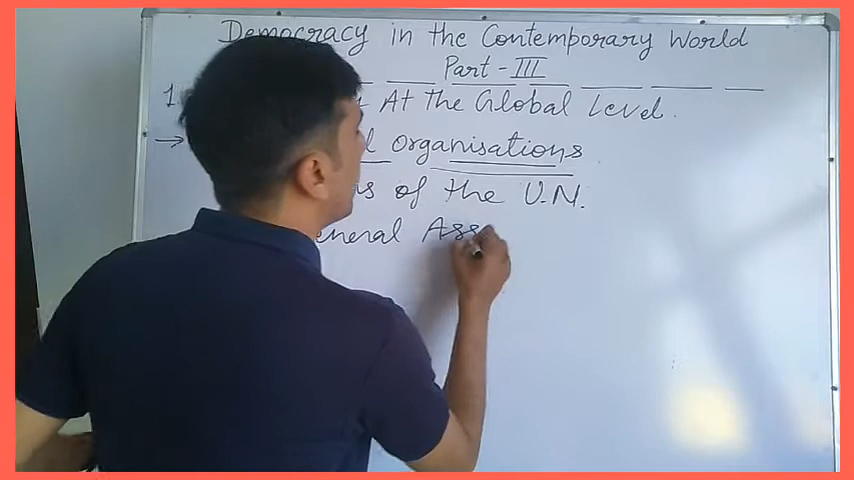 Democracy in the Contemporary World
Part - III
1 At the Global Level.
→ Organisations
of the U.N.
eneral Ass